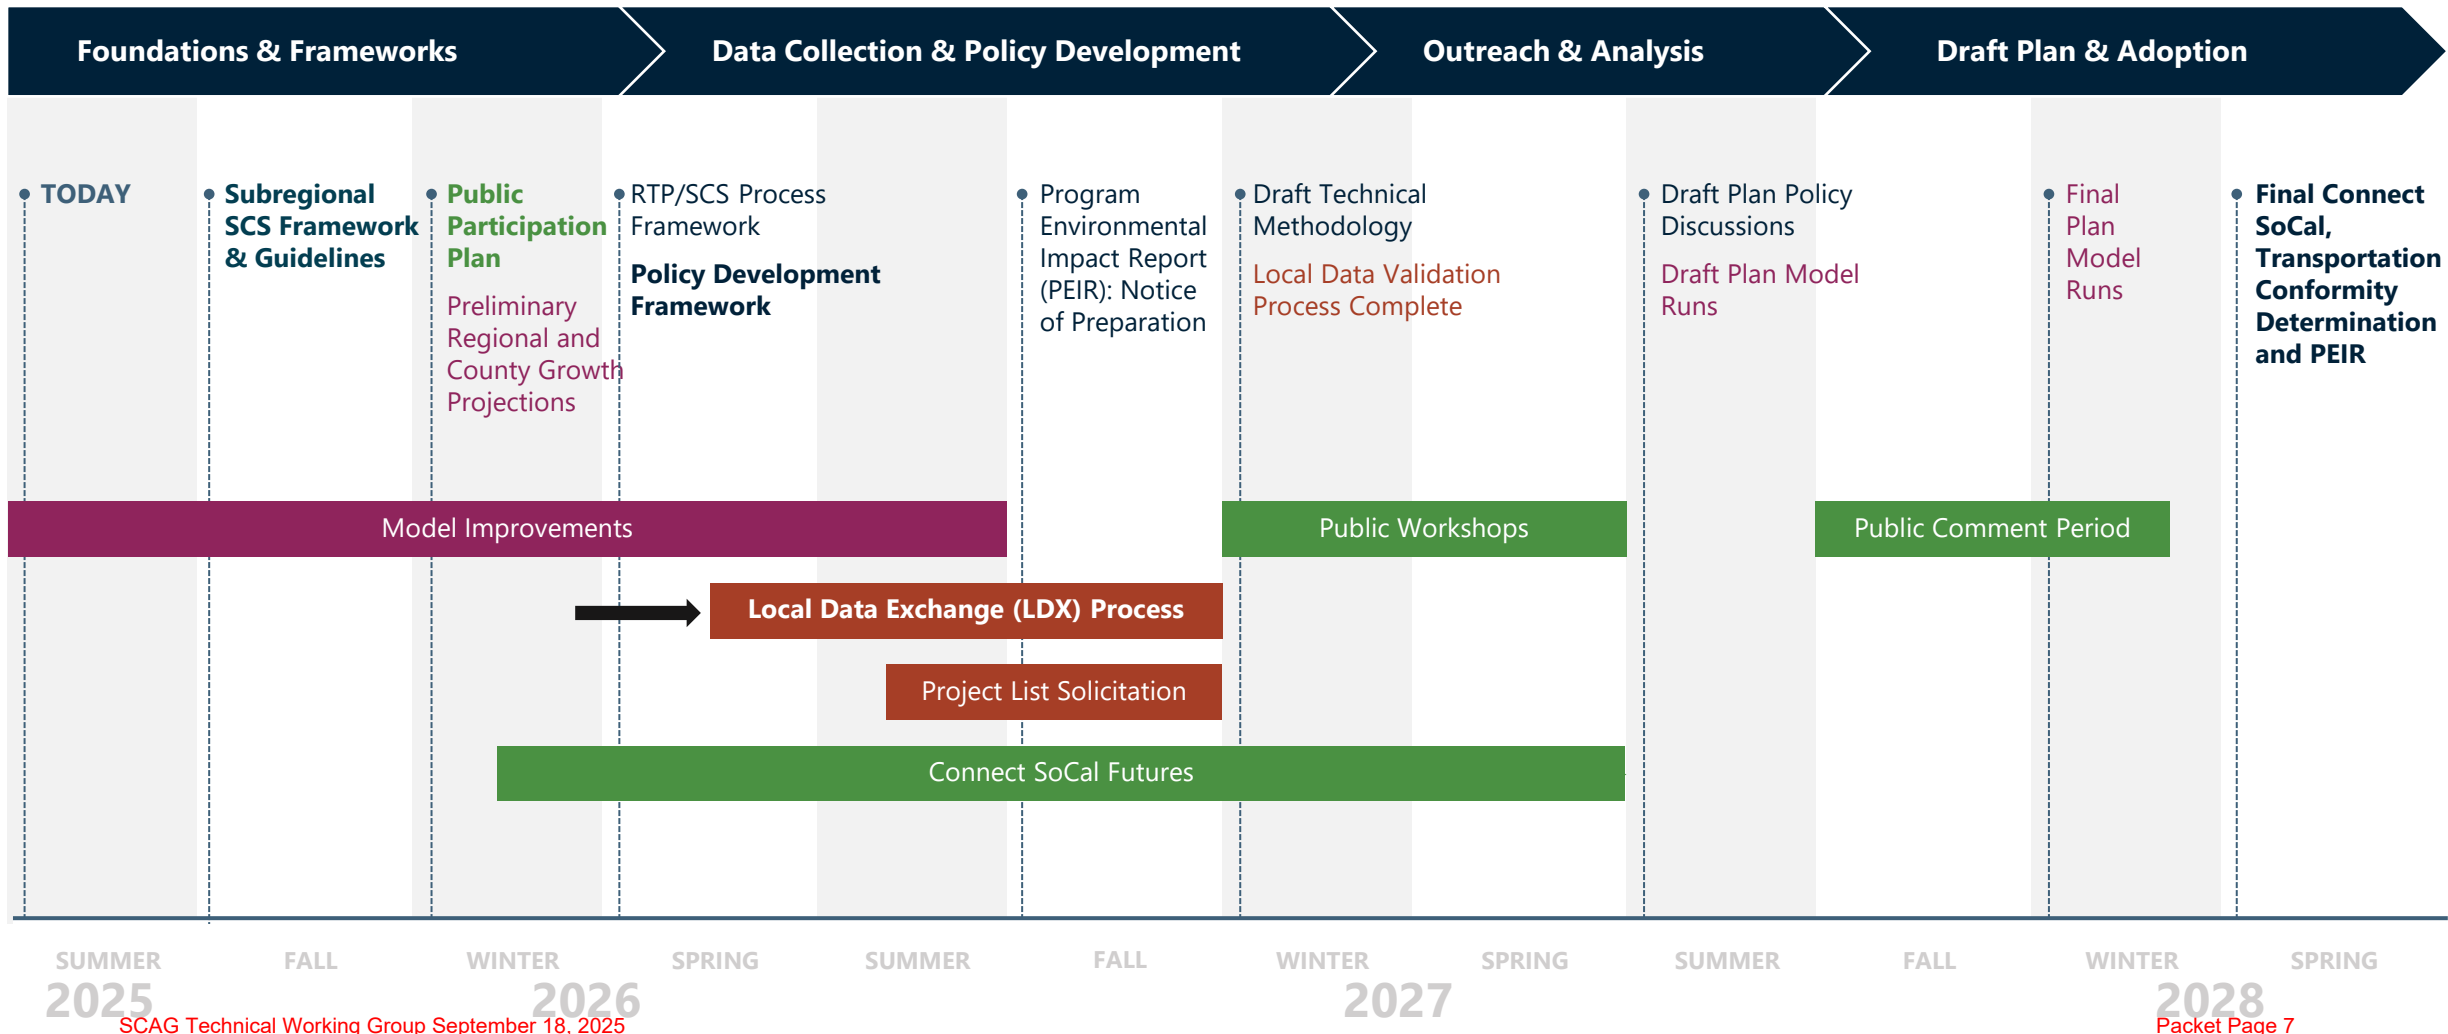 Foundations & Frameworks
Data Collection & Policy Development
Outreach & Analysis
Draft Plan & Adoption
TODAY
Subregional
SCS Framework
& Guidelines
Public
Participation
Plan
Preliminary
Regional and
County Growth
Projections
RTP/SCS Process
Framework
Policy Development
Framework
Program
Environmental
Impact Report
(PEIR): Notice
of Preparation
Draft Technical
Methodology
Local Data Validation
Process Complete
Draft Plan Policy
Discussions
Draft Plan Model
Runs
Final
Plan
Model
Runs
Final Connect
SoCal,
Transportation
Conformity
Determination
and PEIR
Model Improvements
Public Workshops
Public Comment Period
Local Data Exchange (LDX) Process
Project List Solicitation
Connect SoCal Futures
SUMMER
FALL
WINTER
SPRING
SUMMER
FALL
WINTER
SPRING
SUMMER
FALL
WINTER
SPRING
2025
2026
2027
2028
SCAG Technical Working Group September 18, 2025
Packet Page 7